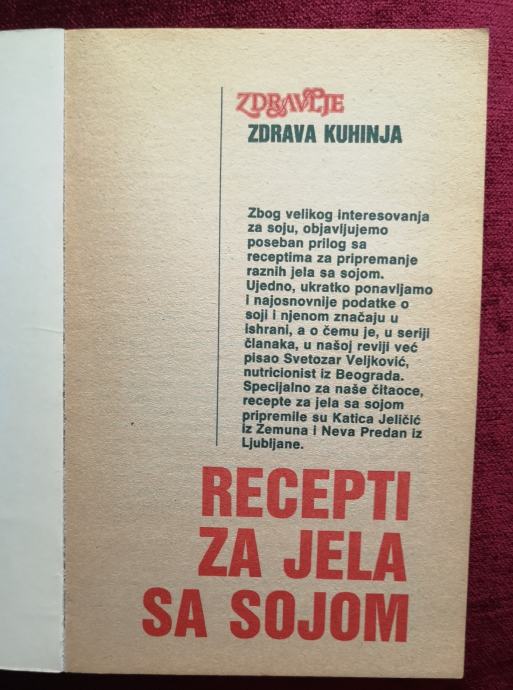 ZDRAVLJE
ZDRAVA KUHINJA
Zbog velikog interesovanja
za soju, objavljujemo
poseban prilog sa
receptima za pripremanje
raznih jela sa sojom.
Ujedno, ukratko ponavljamo
i najosnovnije podatke o
soji i njenom značaju u
ishrani, a o čemu je, u seriji
članaka, u našoj reviji već
pisao Svetozar Veljković,
nutricionist iz Beograda.
Specijalno za naše čitaoce,
recepte za jela sa sojom
pripremile su Katica Jeličić
iz Zemuna i Neva Predan iz
Ljubljane.
RECEPTI
ZA JELA
SA SOJOM